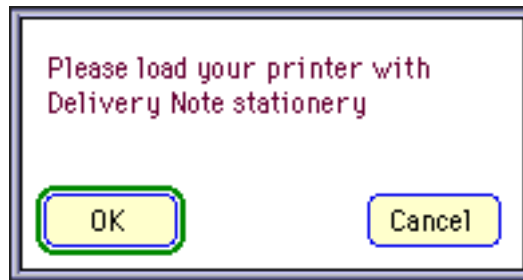 Please load your printer with
Delivery Note stationery
OK
Cancel